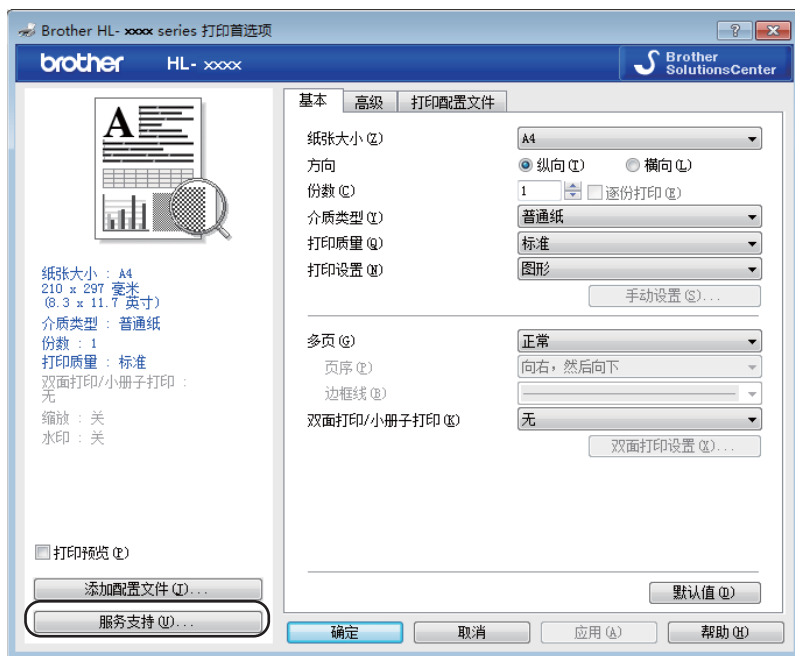 Brother HL- xxxx series 打印首选项
brother HL- xxxx
Brother
SolutionsCenter
A
纸张大小 : A4
210 x 297 毫米
(8.3 x 11.7 英寸)
介质类型 : 普通纸
份数 : 1
打印质量 : 标准
双面打印/小册子打印 :
无
缩放 : 关
水印 : 关
打印预览(P)
添加配置文件(I)...
服务支持(U)...
基本 高级 打印配置文件
纸张大小(Z) A4
方向 纵向(T) 横向(L)
份数(C) 1 逐份打印(E)
介质类型(Y) 普通纸
打印质量(Q) 标准
打印设置(N) 图形
手动设置(S)...
多页(G) 正常
页序(P) 向右，然后向下
边框线(B)
双面打印/小册子打印(K) 无
双面打印设置(X)...
默认值(D)
确定 取消 应用(A) 帮助(H)